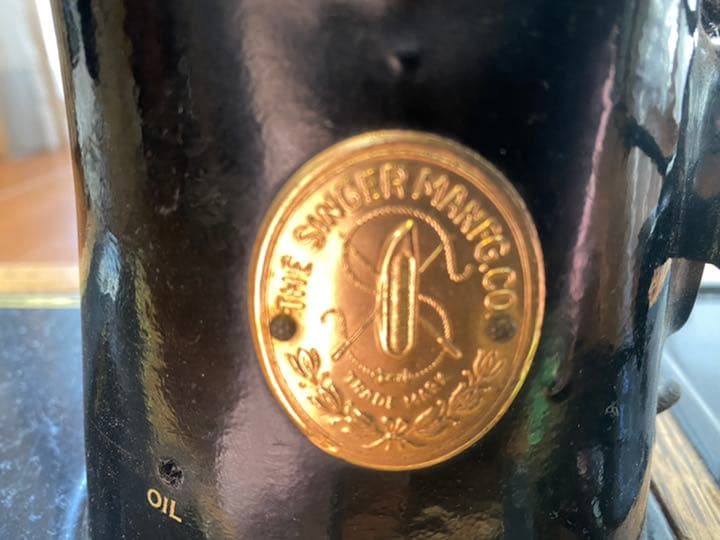 THE SINGER MANFG. CO.
TRADE MARK
OIL